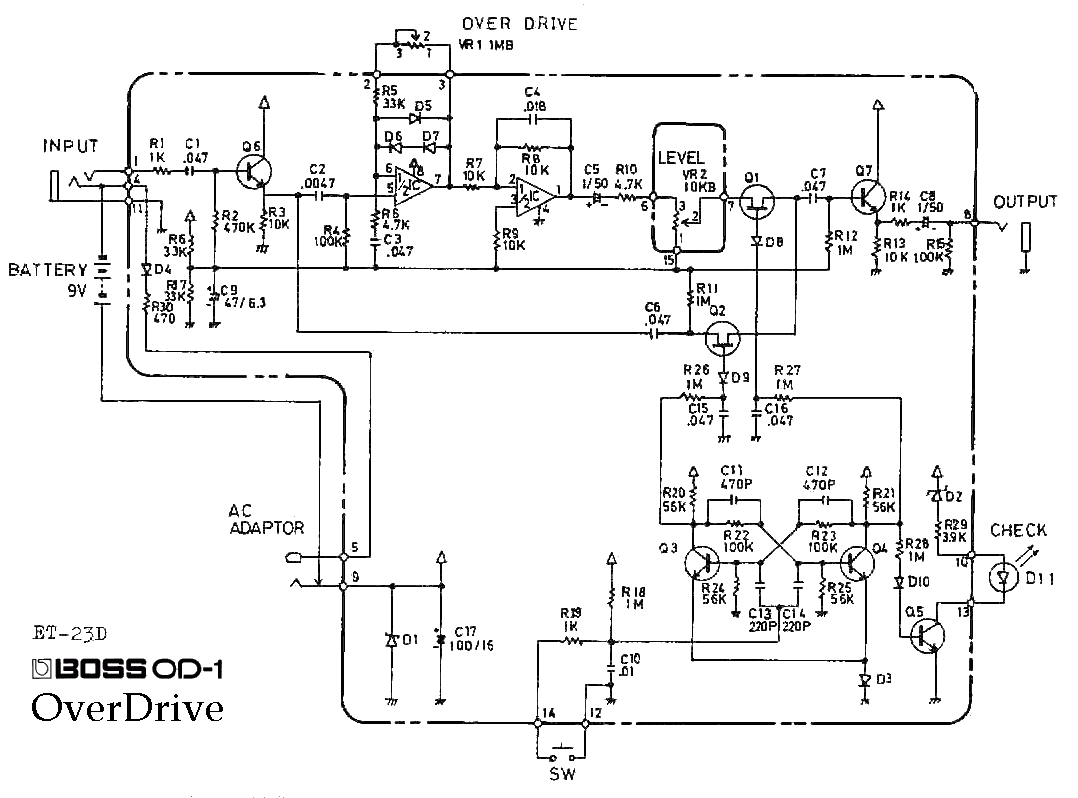 OVER DRIVE
VR1 1MB
2
3
1
2
3
R5
33K
D5
D6
D7
C4
.018
R8
10K
INPUT
1
4
11
R1
1K
C1
.047
Q6
C2
.0047
6
5
7
8
1/2 IC
R7
10K
2
3
1
4
1/2 IC
C5
1/50
R10
4.7K
6
LEVEL
VR2
10KB
3
2
1
7
15
Q1
C7
.047
Q7
R14
1K
C8
1/50
8
OUTPUT
R2
470K
R3
10K
R4
100K
R6
4.7K
C3
.047
R9
10K
D8
R12
1M
R13
10K
R15
100K
R6
33K
R17
33K
C9
47/6.3
D4
R30
470
BATTERY
9V
R11
1M
C6
.047
Q2
D9
R26
1M
R27
1M
C15
.047
C16
.047
AC
ADAPTOR
5
9
R20
56K
C11
470P
C12
470P
R21
56K
R22
100K
R23
100K
Q3
Q4
R24
56K
C13
220P
C14
220P
R25
56K
R28
1M
D10
Q5
D2
R29
3.9K
10
13
CHECK
D11
R18
1M
R19
1K
C10
.01
D3
D1
C17
100/16
14
12
SW
ET-23D
BOSS OD-1
OverDrive